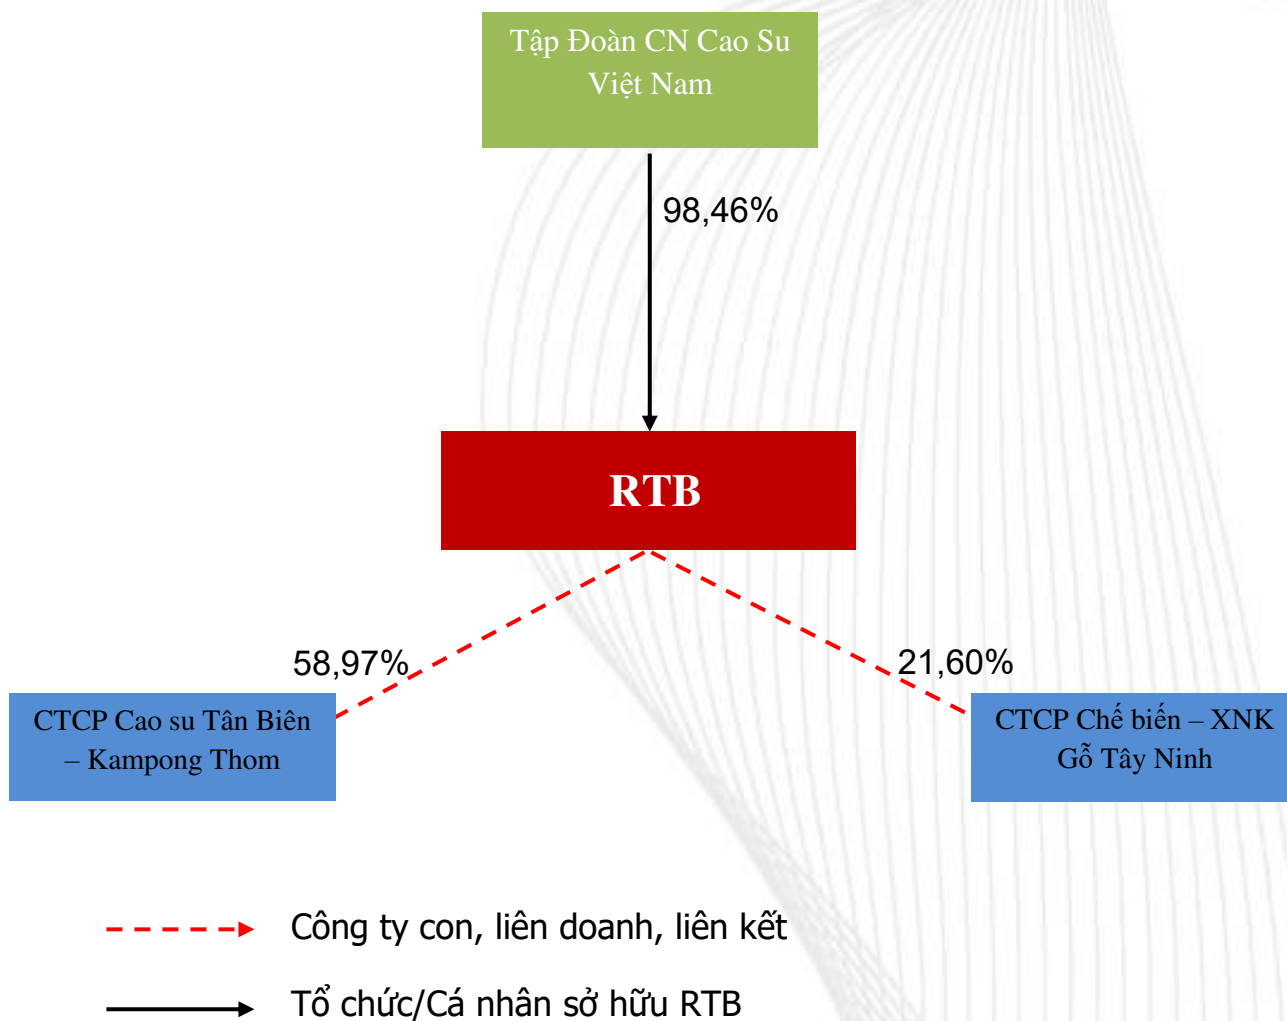 Tập Đoàn CN Cao Su
Việt Nam
98,46%
RTB
58,97%
21,60%
CTCP Cao su Tân Biên
– Kampong Thom
CTCP Chế biến – XNK
Gỗ Tây Ninh
Công ty con, liên doanh, liên kết
Tổ chức/Cá nhân sở hữu RTB